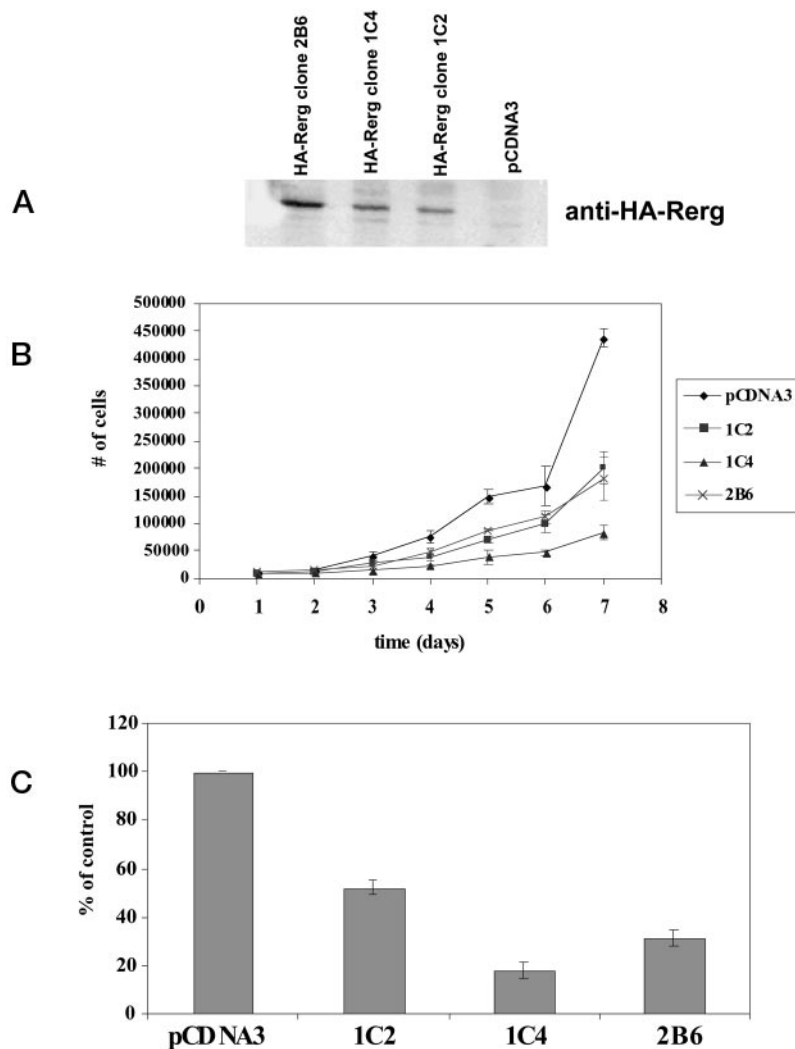 HA-Rerg clone 2B6
HA-Rerg clone 1C4
HA-Rerg clone 1C2
pCDNA3
A
anti-HA-Rerg
B
500000
450000
400000
350000
300000
250000
200000
150000
100000
50000
0
# of cells
0 1 2 3 4 5 6 7 8
time (days)
pCDNA3
1C2
1C4
2B6
C
120
100
80
60
40
20
0
% of control
pCDNA3 1C2 1C4 2B6